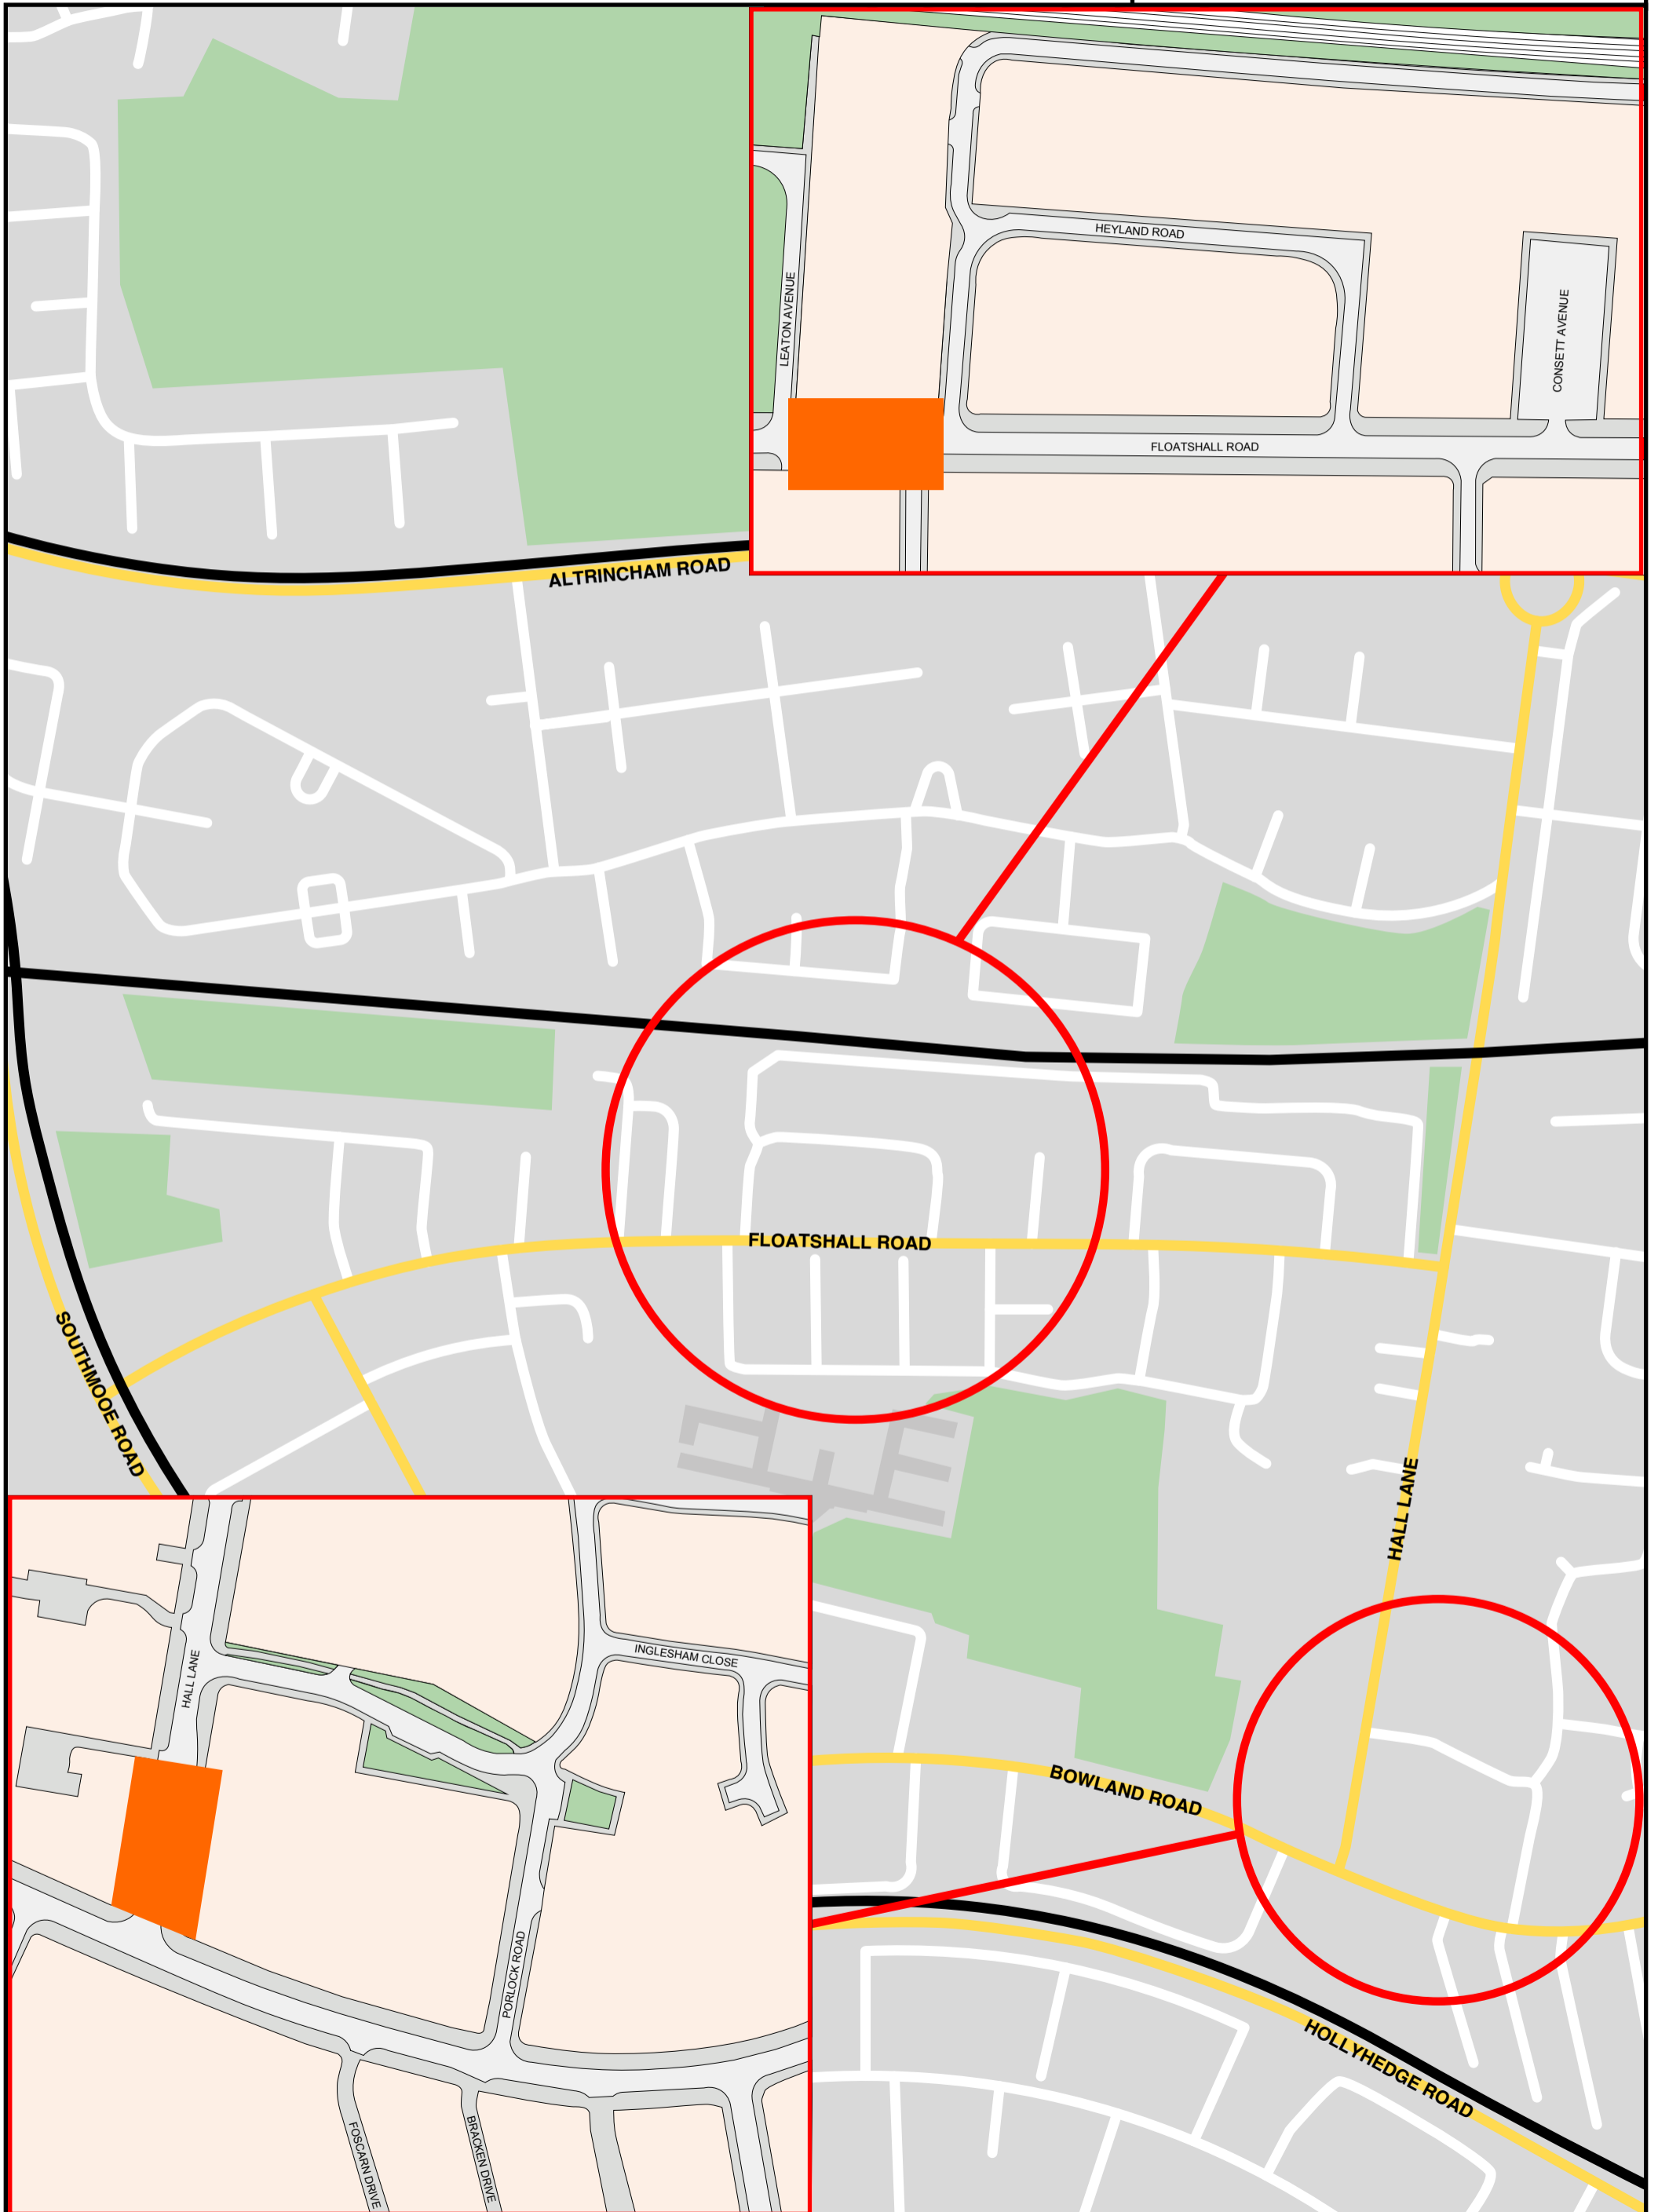 HEYLAND ROAD
LEATON AVENUE
CONSETT AVENUE
FLOATSHALL ROAD
ALTRINCHAM ROAD
FLOATSHALL ROAD
SOUTHMOOE ROAD
HALL LANE
INGLESHAM CLOSE
HALL LANE
BOWLAND ROAD
PORLOCK ROAD
HOLLYHEDGE ROAD
FOSCARN DRIVE
BRACKEN DRIVE